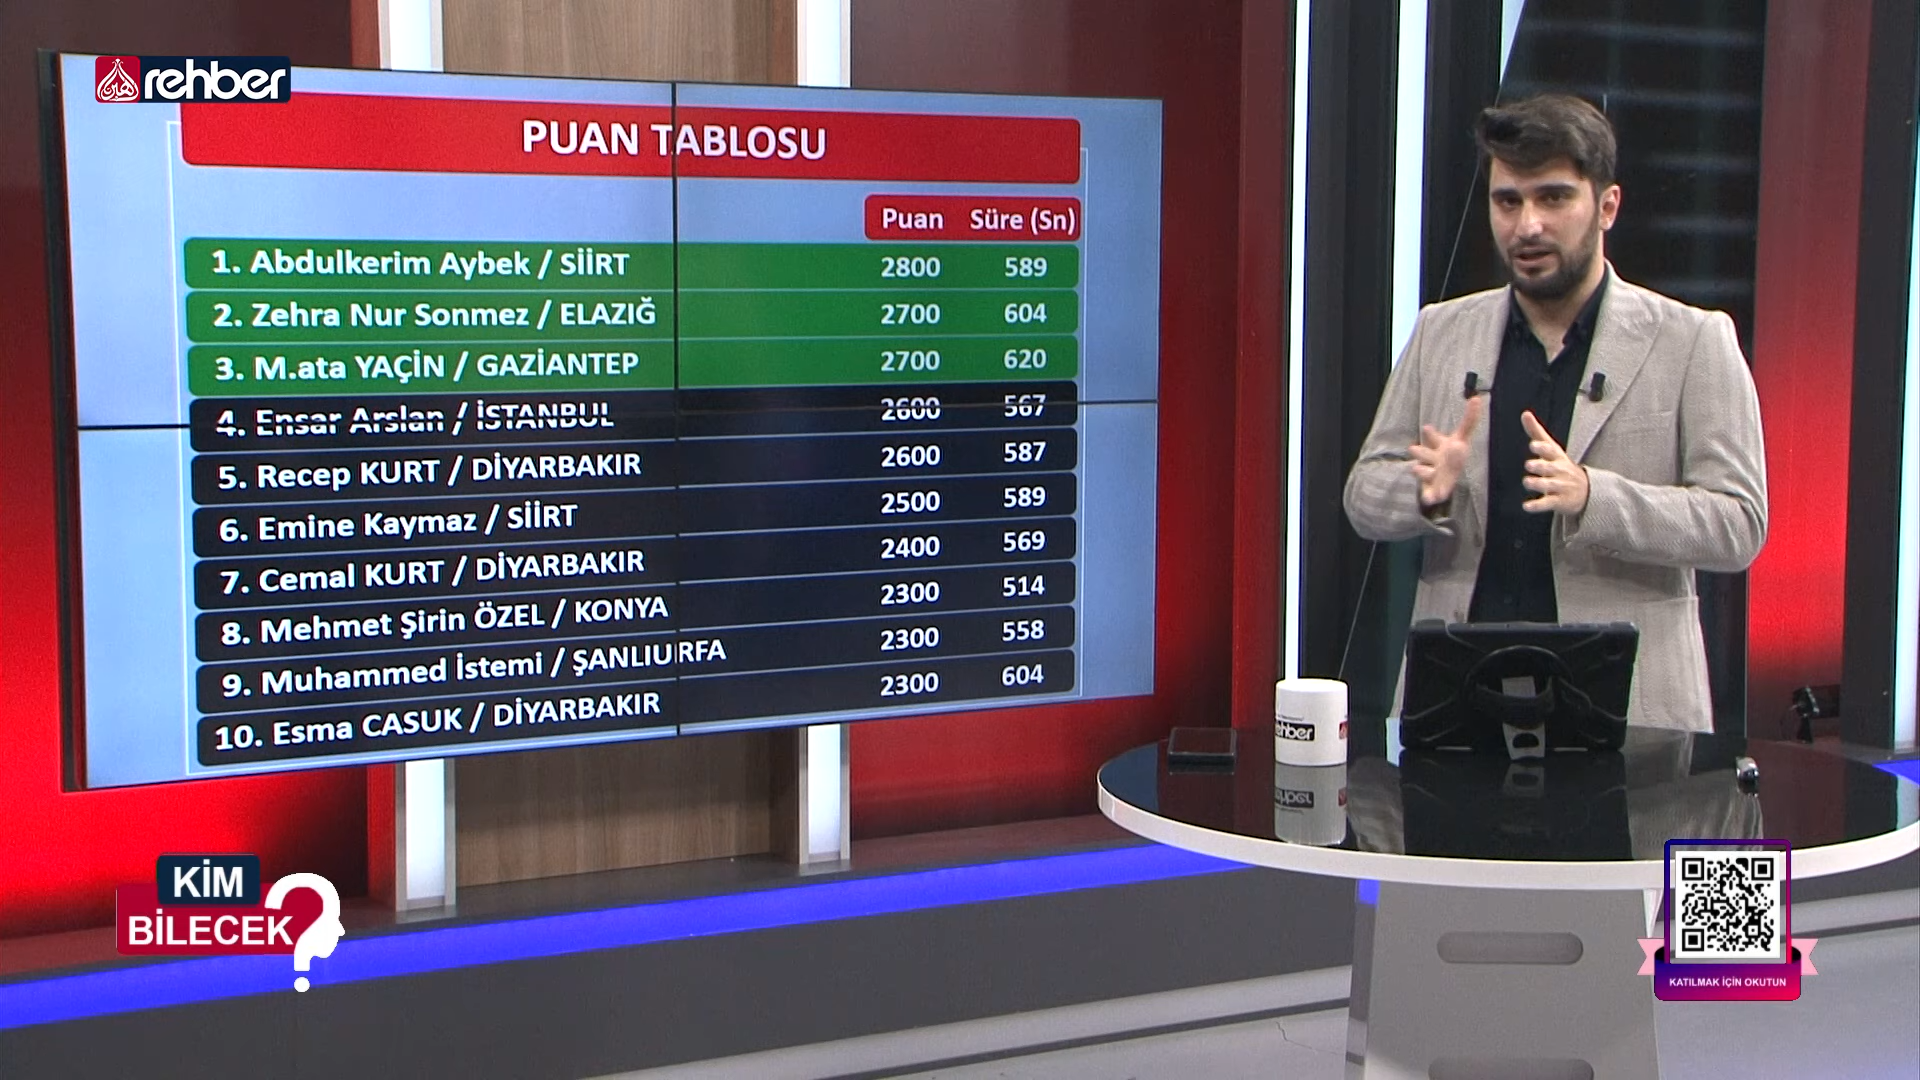 rehber
PUAN TABLOSU
Puan Süre (Sn)
1. Abdulkerim Aybek / SİİRT 2800 589
2. Zehra Nur Sonmez / ELAZIĞ 2700 604
3. M.ata YAÇİN / GAZİANTEP 2700 620
4. Ensar Arslan / İSTANBUL 2600 567
5. Recep KURT / DİYARBAKIR 2600 587
6. Emine Kaymaz / SİİRT 2500 589
7. Cemal KURT / DİYARBAKIR 2400 569
8. Mehmet Şirin ÖZEL / KONYA 2300 514
9. Muhammed İstemi / ŞANLIURFA 2300 558
10. Esma CASUK / DİYARBAKIR 2300 604
rehber
KİM
BİLECEK?
KATILMAK İÇİN OKUTUN